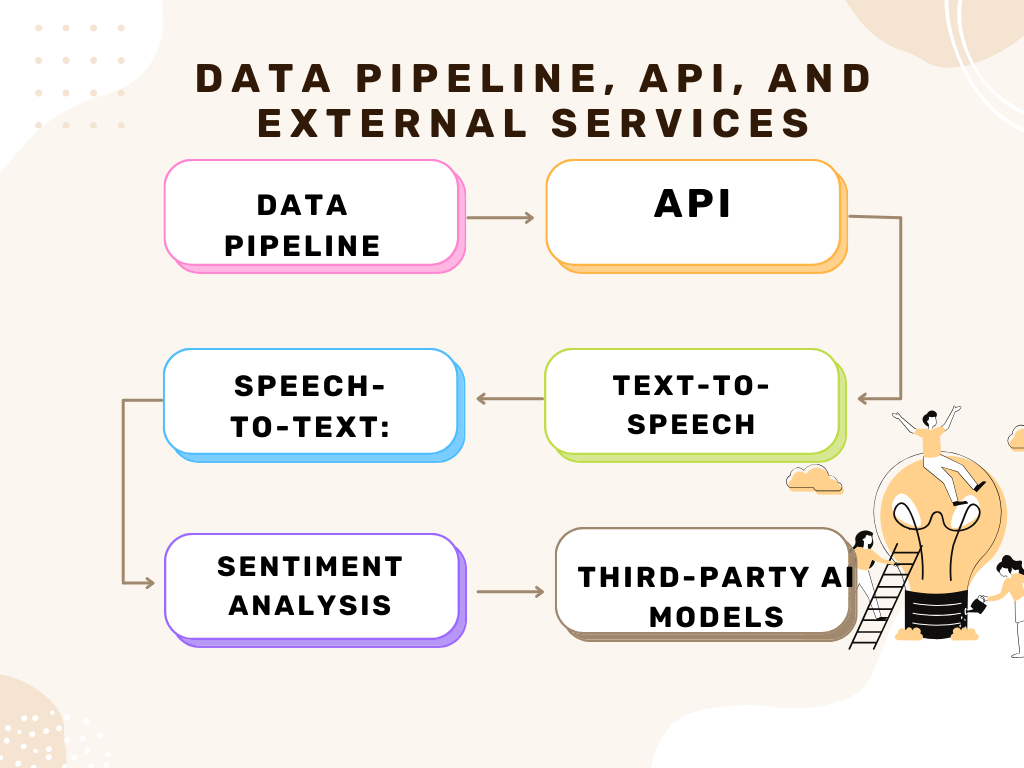 DATA PIPELINE, API, AND
EXTERNAL SERVICES
DATA
PIPELINE
API
TEXT-TO-
SPEECH
SPEECH-
TO-TEXT:
SENTIMENT
ANALYSIS
THIRD-PARTY AI
MODELS